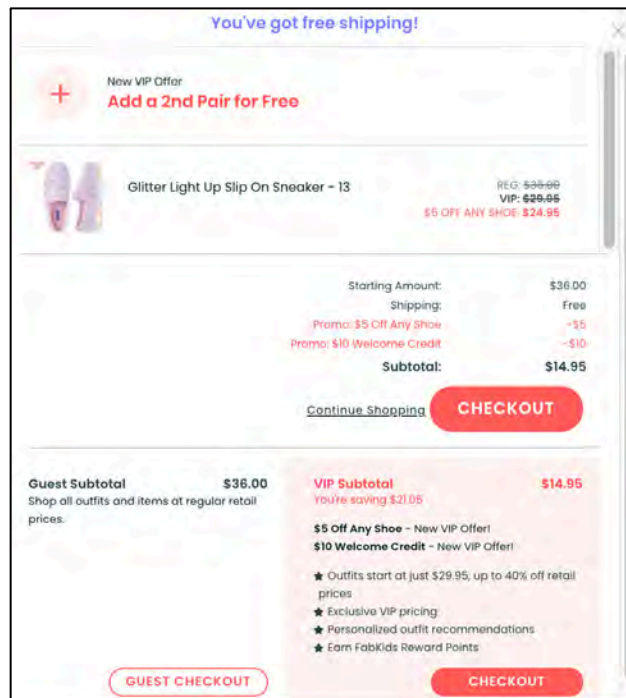 You've got free shipping!
New VIP Offer
Add a 2nd Pair for Free
Glitter Light Up Slip On Sneaker - 13
REG: $36.00
VIP: $29.95
$5 OFF ANY SHOE: $24.95
Starting Amount: $36.00
Shipping: Free
Promo: $5 Off Any Shoe -$5
Promo: $10 Welcome Credit -$10
Subtotal: $14.95
Continue Shopping CHECKOUT
Guest Subtotal $36.00
Shop all outfits and items at regular retail
prices.
VIP Subtotal $14.95
You're saving $21.05
$5 Off Any Shoe - New VIP Offer!
$10 Welcome Credit - New VIP Offer!
★ Outfits start at just $29.95, up to 40% off retail
prices
★ Exclusive VIP pricing
★ Personalized outfit recommendations
★ Earn FabKids Reward Points
GUEST CHECKOUT
CHECKOUT